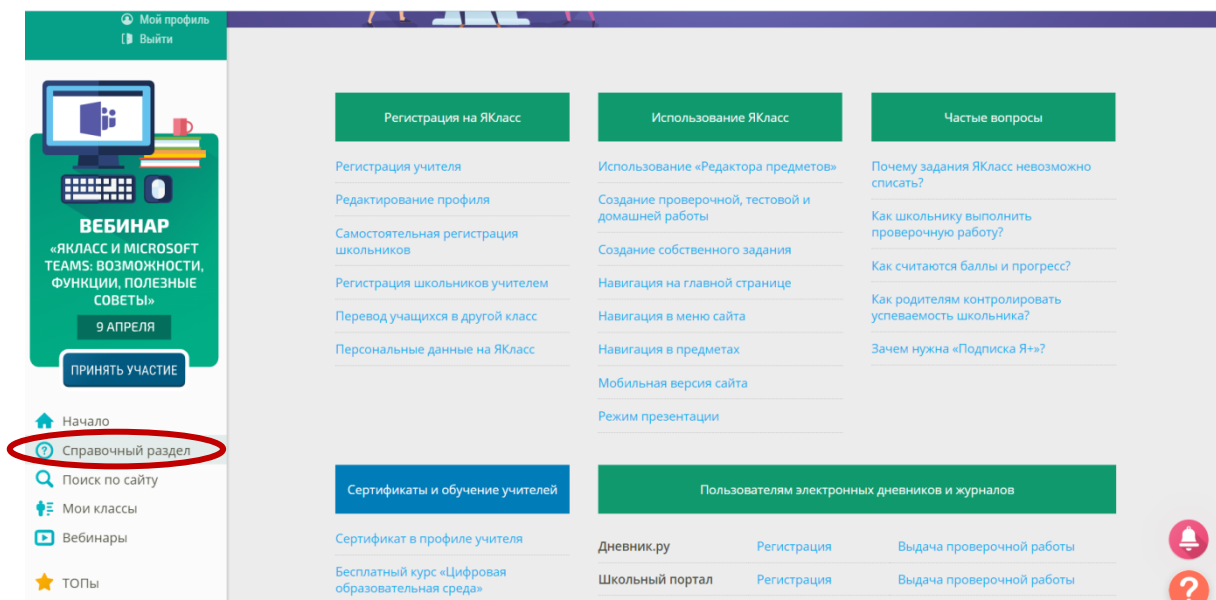 Мой профиль
Выйти
ВЕБИНАР
«ЯКЛАСС И MICROSOFT
TEAMS: ВОЗМОЖНОСТИ,
ФУНКЦИИ, ПОЛЕЗНЫЕ
СОВЕТЫ»
9 АПРЕЛЯ
ПРИНЯТЬ УЧАСТИЕ
Начало
Справочный раздел
Поиск по сайту
Мои классы
Вебинары
ТОПы
Регистрация на ЯКласс
Регистрация учителя
Редактирование профиля
Самостоятельная регистрация
школьников
Регистрация школьников учителем
Перевод учащихся в другой класс
Персональные данные на ЯКласс
Использование ЯКласс
Использование «Редактора предметов»
Создание проверочной, тестовой и
домашней работы
Создание собственного задания
Навигация на главной странице
Навигация в меню сайта
Навигация в предметах
Мобильная версия сайта
Режим презентации
Частые вопросы
Почему задания ЯКласс невозможно
списать?
Как школьнику выполнить
проверочную работу?
Как считаются баллы и прогресс?
Как родителям контролировать
успеваемость школьника?
Зачем нужна «Подписка Я+»?
Сертификаты и обучение учителей
Сертификат в профиле учителя
Бесплатный курс «Цифровая
образовательная среда»
Пользователям электронных дневников и журналов
Дневник.ру Регистрация Выдача проверочной работы
Школьный портал Регистрация Выдача проверочной работы